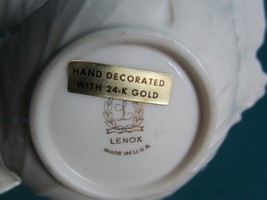 HAND DECORATED
WITH 24-K GOLD
L
LENOX
MADE IN U S A